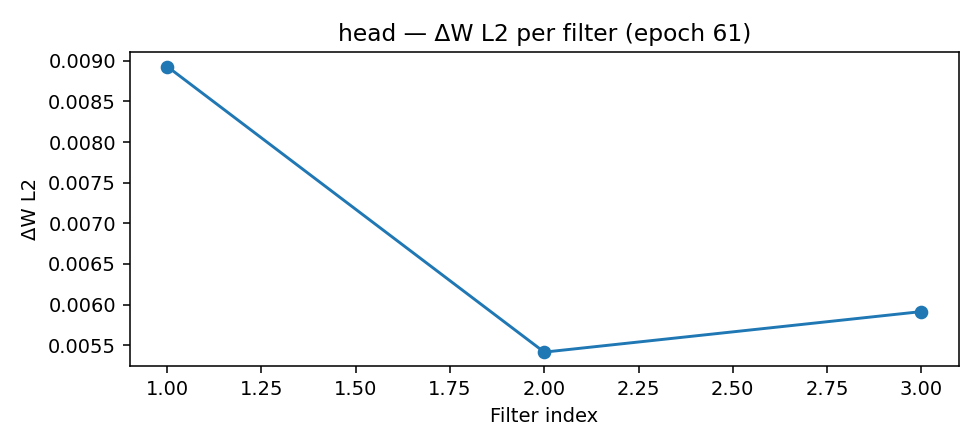 head — ΔW L2 per filter (epoch 61)
0.0090
0.0085
0.0080
0.0075
0.0070
0.0065
0.0060
0.0055
ΔW L2
1.00 1.25 1.50 1.75 2.00 2.25 2.50 2.75 3.00
Filter index